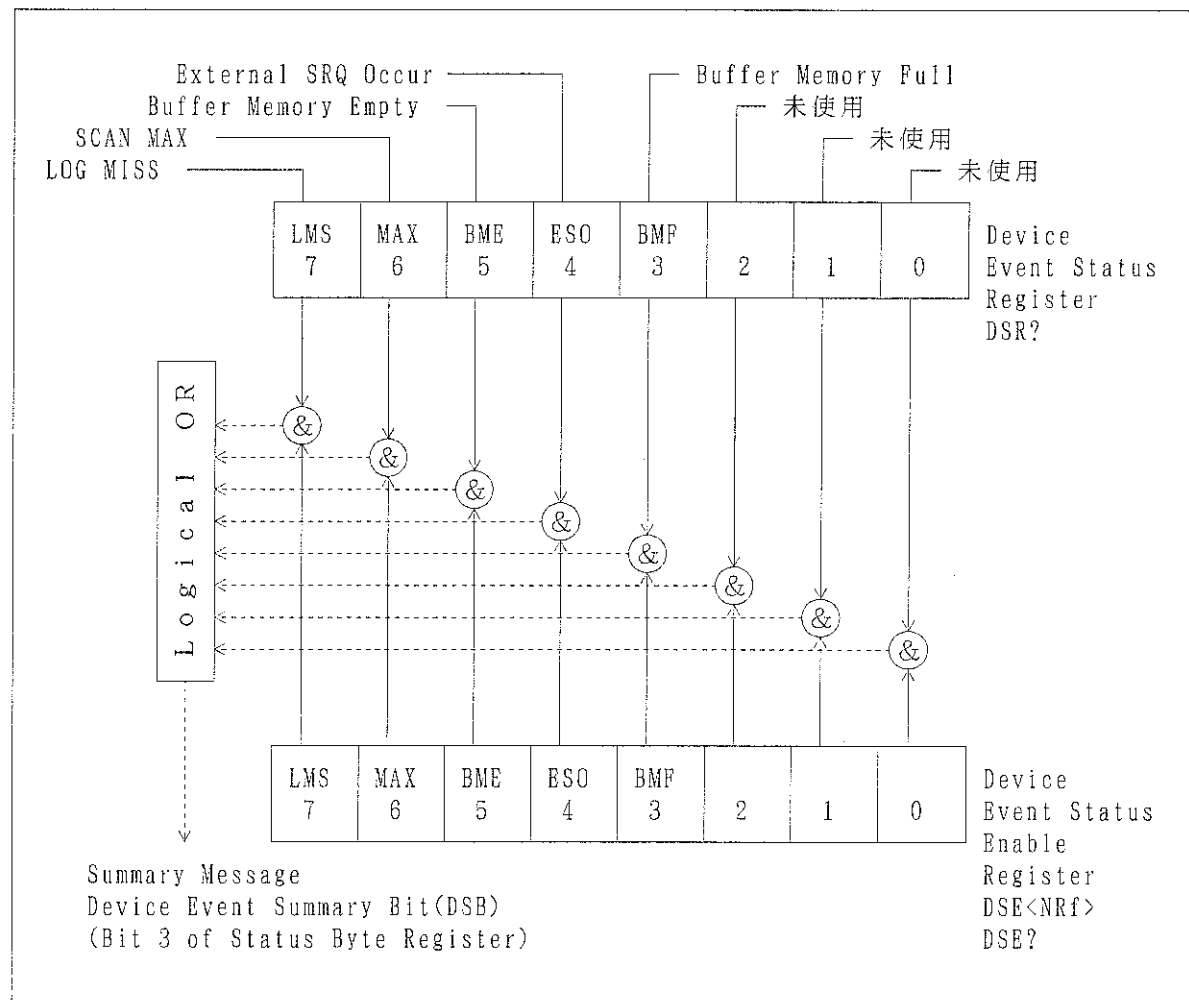 External SRQ Occur
Buffer Memory Full
Buffer Memory Empty
未使用
SCAN MAX
未使用
LOG MISS
未使用
LMS MAX BME ESO BMF
7 6 5 4 3 2 1 0
Device
Event Status
Register
DSR?
Logical OR
&
&
&
&
&
&
&
&
LMS MAX BME ESO BMF
7 6 5 4 3 2 1 0
Device
Event Status
Enable
Register
DSE<NRf>
DSE?
Summary Message
Device Event Summary Bit(DSB)
(Bit 3 of Status Byte Register)